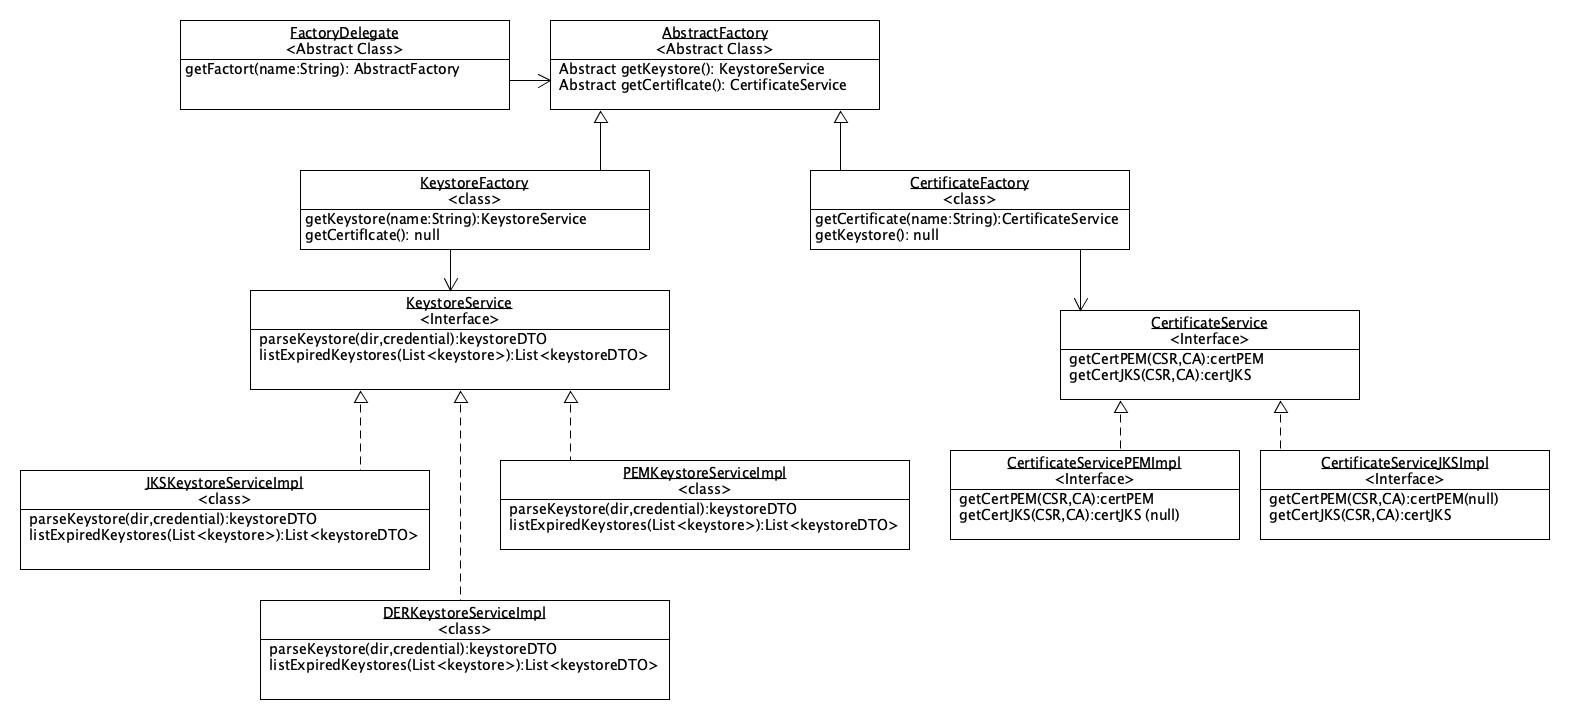 FactoryDelegate
<Abstract Class>
getFactort(name:String): AbstractFactory
AbstractFactory
<Abstract Class>
Abstract getKeystore(): KeystoreService
Abstract getCertifIcate(): CertificateService
KeystoreFactory
<class>
getKeystore(name:String):KeystoreService
getCertifIcate(): null
CertificateFactory
<class>
getCertificate(name:String):CertificateService
getKeystore(): null
KeystoreService
<Interface>
parseKeystore(dir,credential):keystoreDTO
listExpiredKeystores(List<keystore>):List<keystoreDTO>
CertificateService
<Interface>
getCertPEM(CSR,CA):certPEM
getCertJKS(CSR,CA):certJKS
JKSKeystoreServiceImpl
<class>
parseKeystore(dir,credential):keystoreDTO
listExpiredKeystores(List<keystore>):List<keystoreDTO>
PEMKeystoreServiceImpl
<class>
parseKeystore(dir,credential):keystoreDTO
listExpiredKeystores(List<keystore>):List<keystoreDTO>
CertificateServicePEMImpl
<Interface>
getCertPEM(CSR,CA):certPEM
getCertJKS(CSR,CA):certJKS (null)
CertificateServiceJKSImpl
<Interface>
getCertPEM(CSR,CA):certPEM(null)
getCertJKS(CSR,CA):certJKS
DERKeystoreServiceImpl
<class>
parseKeystore(dir,credential):keystoreDTO
listExpiredKeystores(List<keystore>):List<keystoreDTO>